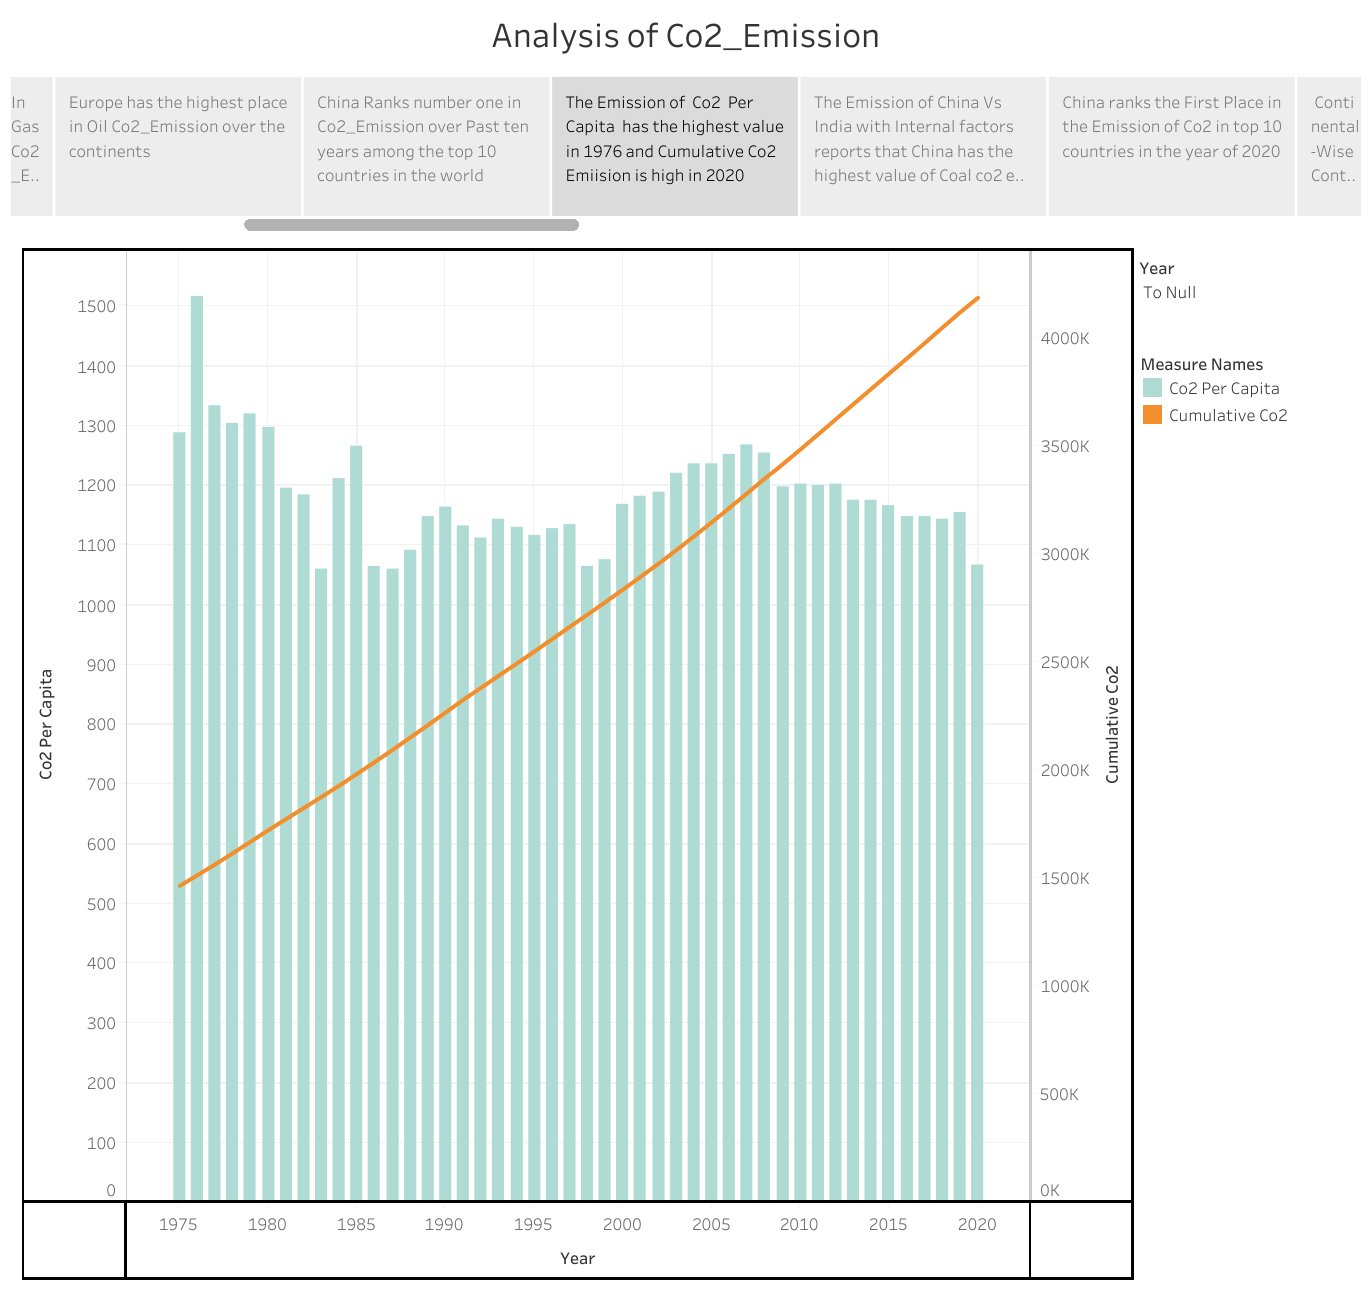 Analysis of Co2_Emission
In
Gas
Co2
_E..
Europe has the highest place
in Oil Co2_Emission over the
continents
China Ranks number one in
Co2_Emission over Past ten
years among the top 10
countries in the world
The Emission of  Co2  Per
Capita  has the highest value
in 1976 and Cumulative Co2
Emiision is high in 2020
The Emission of China Vs
India with Internal factors
reports that China has the
highest value of Coal co2 e..
China ranks the First Place in
the Emission of Co2 in top 10
countries in the year of 2020
Conti
nental
-Wise
Cont..
Year
To Null
Measure Names
Co2 Per Capita
Cumulative Co2
1500
1400
1300
1200
1100
1000
900
800
700
600
500
400
300
200
100
0
Co2 Per Capita
4000K
3500K
3000K
2500K
2000K
1500K
1000K
500K
0K
Cumulative Co2
1975 1980 1985 1990 1995 2000 2005 2010 2015 2020
Year